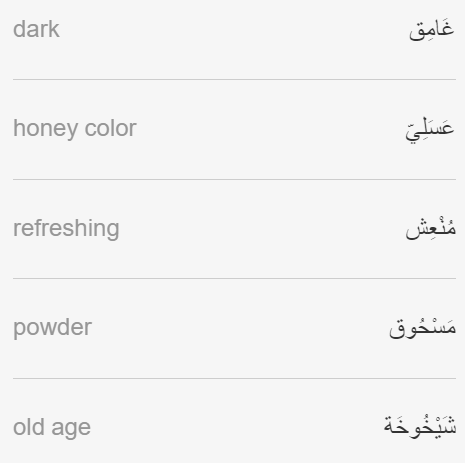 dark غَامِق
honey color عَسَلِيّ
refreshing مُنْعِش
powder مَسْحُوق
old age شَيْخُوخَة